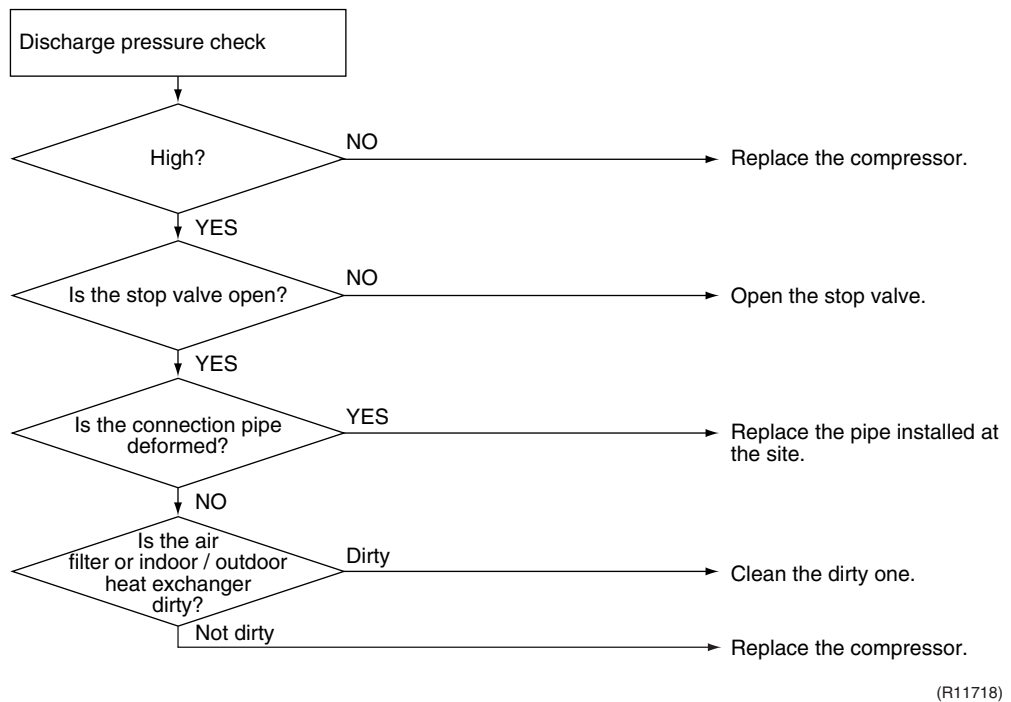 Discharge pressure check
High?
NO
Replace the compressor.
YES
Is the stop valve open?
NO
Open the stop valve.
YES
Is the connection pipe
deformed?
YES
Replace the pipe installed at
the site.
NO
Is the air
filter or indoor / outdoor
heat exchanger
dirty?
Dirty
Clean the dirty one.
Not dirty
Replace the compressor.
(R11718)